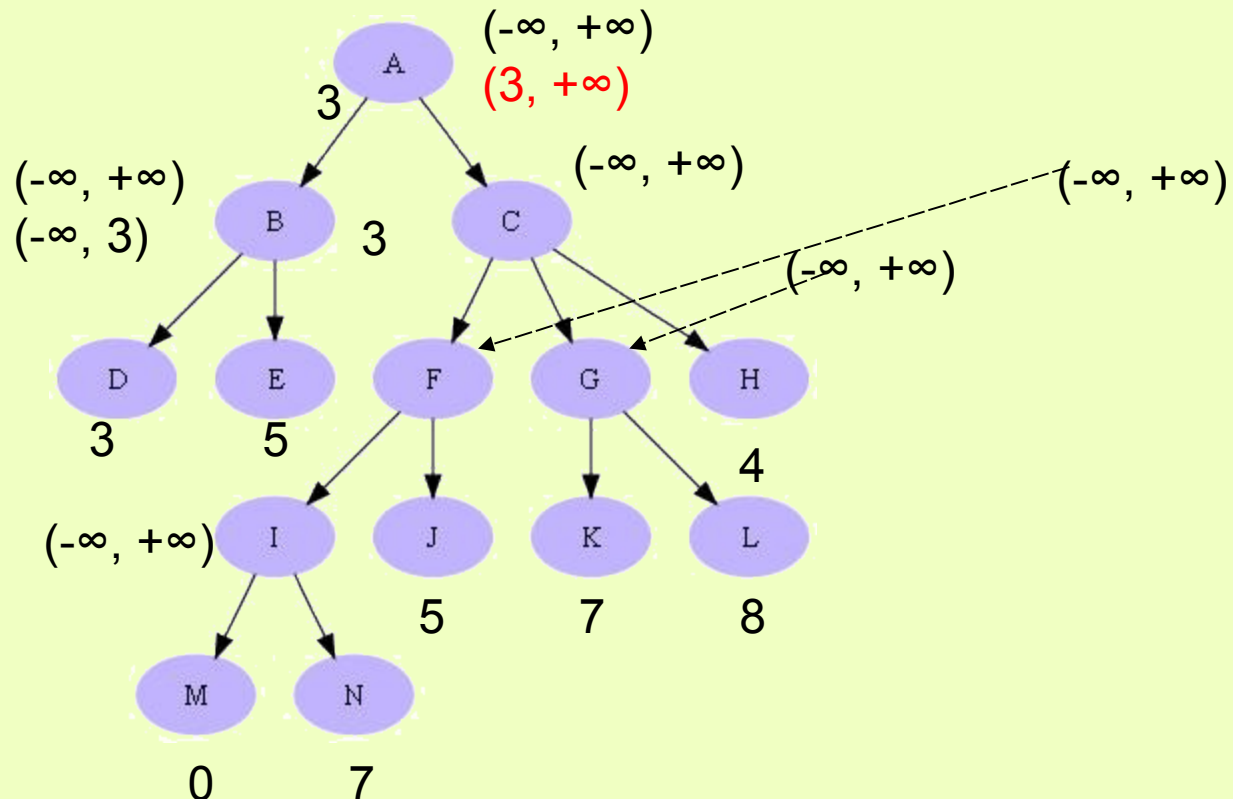 (-∞, +∞)
A
(3, +∞)
3
(-∞, +∞)
(-∞, +∞)
(-∞, +∞)
B
C
(-∞, 3)
3
(-∞, +∞)
D
E
F
G
H
3
5
4
(-∞, +∞)
I
J
K
L
5
7
8
M
N
0
7